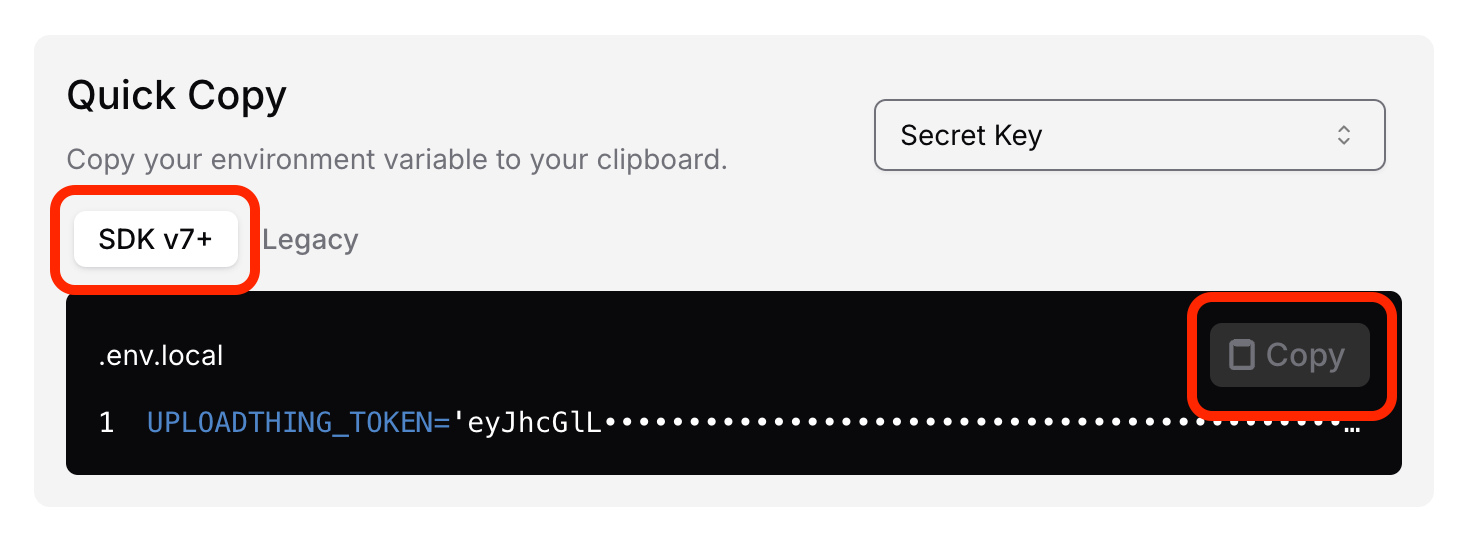 Quick Copy
Secret Key
Copy your environment variable to your clipboard.
SDK v7+ Legacy
.env.local
Copy
1 UPLOADTHING_TOKEN='eyJhcGlL••••••••••••••••••••••••••••••••••••••••••••…